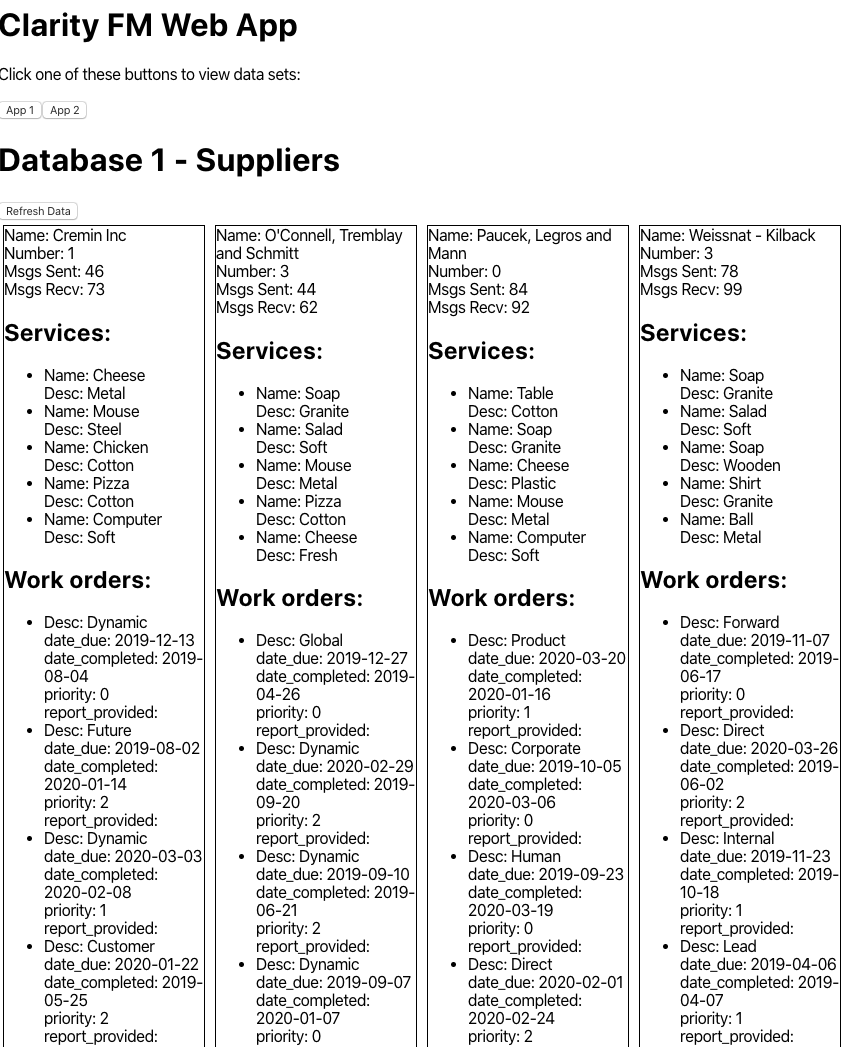 Clarity FM Web App
Click one of these buttons to view data sets:
App 1 App 2
Database 1 - Suppliers
Refresh Data
Name: Cremin Inc
Number: 1
Msgs Sent: 46
Msgs Recv: 73
Services:
Name: Cheese
Desc: Metal
Name: Mouse
Desc: Steel
Name: Chicken
Desc: Cotton
Name: Pizza
Desc: Cotton
Name: Computer
Desc: Soft
Work orders:
Desc: Dynamic
date_due: 2019-12-13
date_completed: 2019-
08-04
priority: 0
report_provided:
Desc: Future
date_due: 2019-08-02
date_completed:
2020-01-14
priority: 2
report_provided:
Desc: Dynamic
date_due: 2020-03-03
date_completed:
2020-02-08
priority: 1
report_provided:
Desc: Customer
date_due: 2020-01-22
date_completed: 2019-
05-25
priority: 2
report_provided:
Name: O'Connell, Tremblay
and Schmitt
Number: 3
Msgs Sent: 44
Msgs Recv: 62
Services:
Name: Soap
Desc: Granite
Name: Salad
Desc: Soft
Name: Mouse
Desc: Metal
Name: Pizza
Desc: Cotton
Name: Cheese
Desc: Fresh
Work orders:
Desc: Global
date_due: 2019-12-27
date_completed: 2019-
04-26
priority: 0
report_provided:
Desc: Dynamic
date_due: 2020-02-29
date_completed: 2019-
09-20
priority: 2
report_provided:
Desc: Dynamic
date_due: 2019-09-10
date_completed: 2019-
06-21
priority: 2
report_provided:
Desc: Dynamic
date_due: 2019-09-07
date_completed:
2020-01-07
priority: 0
Name: Paucek, Legros and
Mann
Number: 0
Msgs Sent: 84
Msgs Recv: 92
Services:
Name: Table
Desc: Cotton
Name: Soap
Desc: Granite
Name: Cheese
Desc: Plastic
Name: Mouse
Desc: Metal
Name: Computer
Desc: Soft
Work orders:
Desc: Product
date_due: 2020-03-20
date_completed:
2020-01-16
priority: 1
report_provided:
Desc: Corporate
date_due: 2019-10-05
date_completed:
2020-03-06
priority: 0
report_provided:
Desc: Human
date_due: 2019-09-23
date_completed:
2020-03-19
priority: 0
report_provided:
Desc: Direct
date_due: 2020-02-01
date_completed:
2020-02-24
priority: 2
Name: Weissnat - Kilback
Number: 3
Msgs Sent: 78
Msgs Recv: 99
Services:
Name: Soap
Desc: Granite
Name: Salad
Desc: Soft
Name: Soap
Desc: Wooden
Name: Shirt
Desc: Granite
Name: Ball
Desc: Metal
Work orders:
Desc: Forward
date_due: 2019-11-07
date_completed: 2019-
06-17
priority: 0
report_provided:
Desc: Direct
date_due: 2020-03-26
date_completed: 2019-
06-02
priority: 2
report_provided:
Desc: Internal
date_due: 2019-11-23
date_completed: 2019-
10-18
priority: 1
report_provided:
Desc: Lead
date_due: 2019-04-06
date_completed: 2019-
04-07
priority: 1
report_provided: